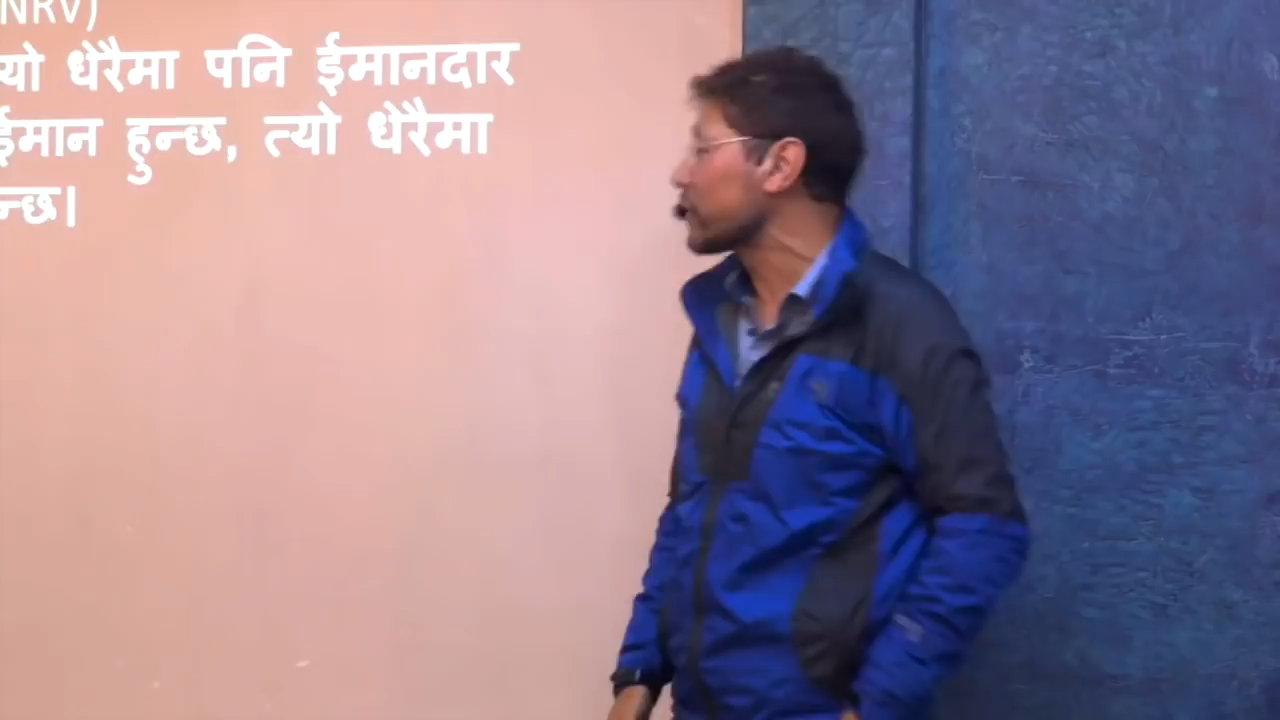 NRV)
यो धेरैमा पनि ईमानदार
ईमान हुन्छ, त्यो धेरैमा
न्छ।